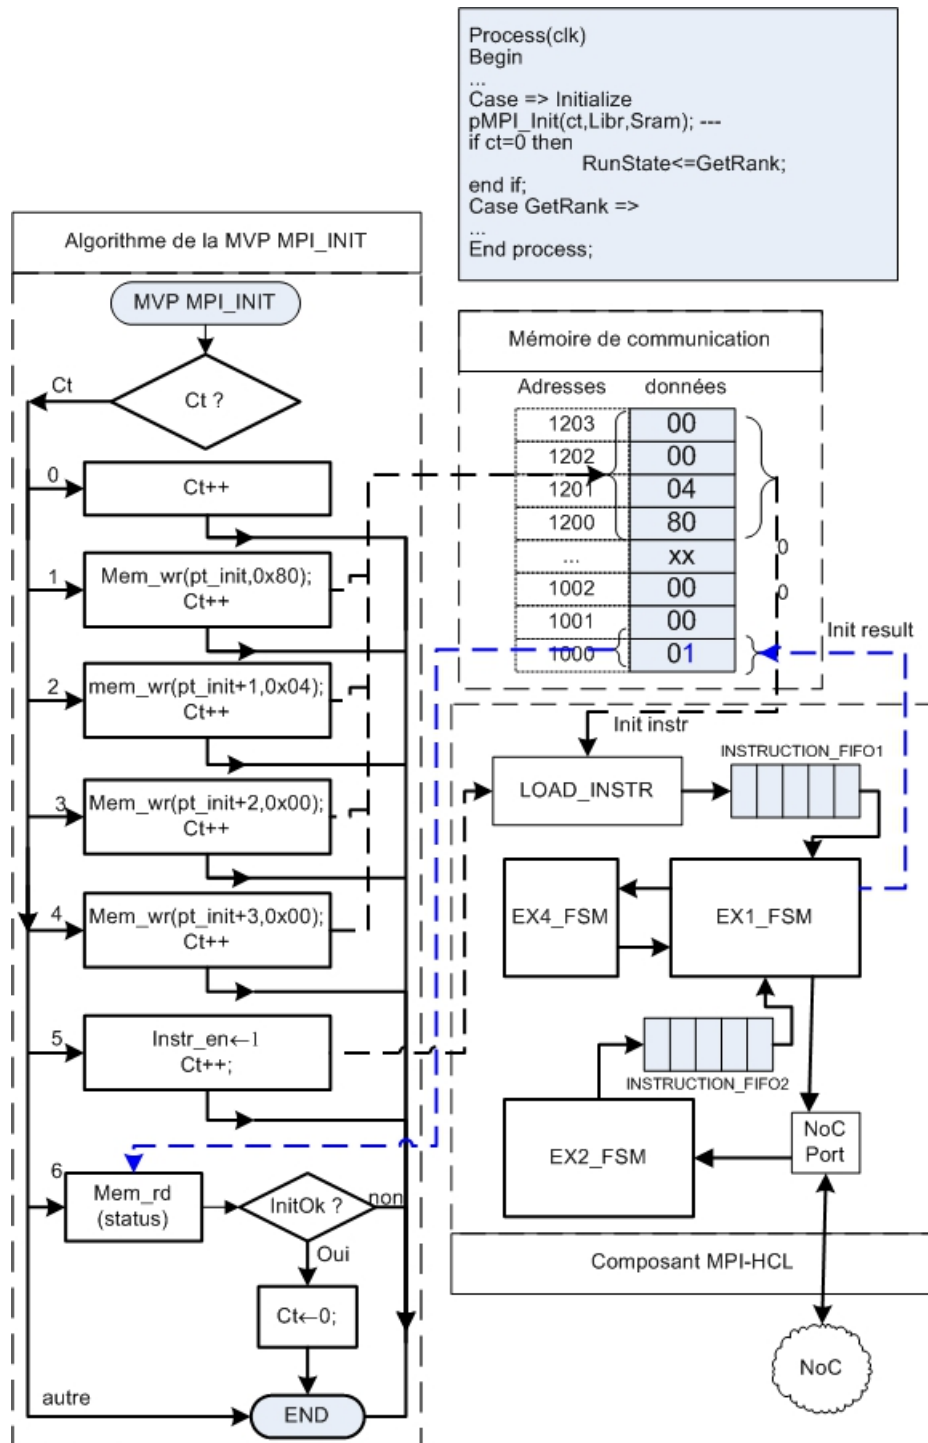 Process(clk)
Begin
...
Case => Initialize
pMPI_Init(ct,Libr,Sram); ---
if ct=0 then
RunState<=GetRank;
end if;
Case GetRank =>
...
End process;
Algorithme de la MVP MPI_INIT
MVP MPI_INIT
Ct
Ct ?
0
Ct++
1
Mem_wr(pt_init,0x80);
Ct++
2
mem_wr(pt_init+1,0x04);
Ct++
3
Mem_wr(pt_init+2,0x00);
Ct++
4
Mem_wr(pt_init+3,0x00);
Ct++
5
Instr_en←1
Ct++;
6
Mem_rd
(status)
InitOk ?
non
Oui
Ct←0;
autre
END
Mémoire de communication
Adresses données
1203 00
1202 00
1201 04
1200 80
... xx
1002 00
1001 00
1000 01
0
0
Init result
Init instr
LOAD_INSTR
INSTRUCTION_FIFO1
EX4_FSM
EX1_FSM
INSTRUCTION_FIFO2
EX2_FSM
NoC
Port
Composant MPI-HCL
NoC